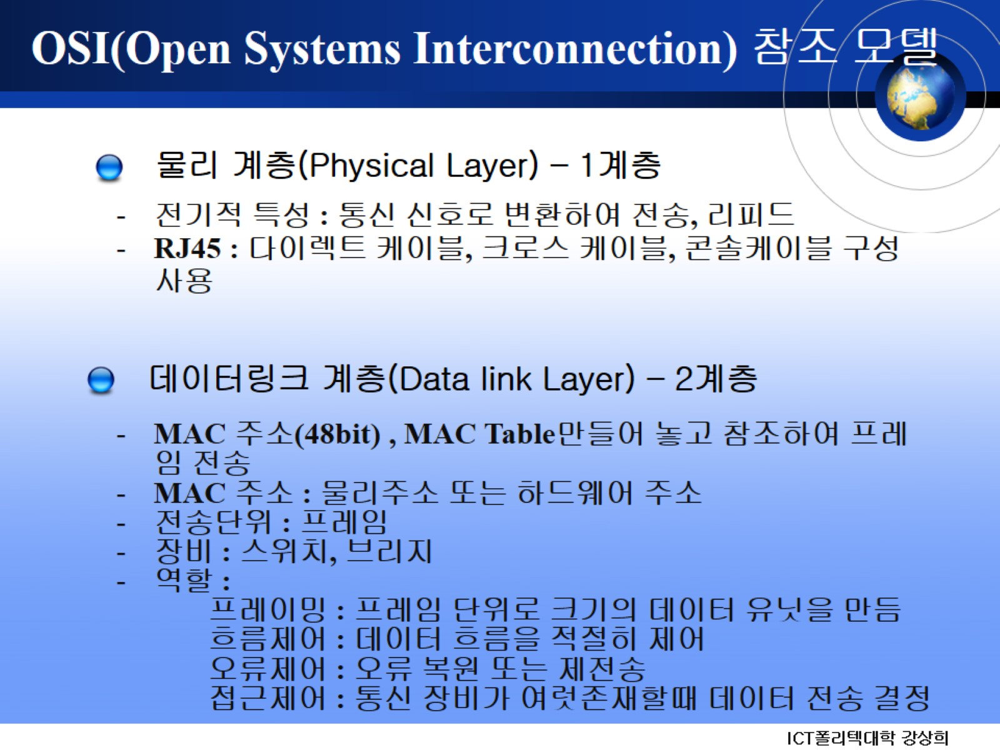 OSI(Open Systems Interconnection) 참조 모델
물리 계층(Physical Layer) – 1계층
- 전기적 특성 : 통신 신호로 변환하여 전송, 리피드
- RJ45 : 다이렉트 케이블, 크로스 케이블, 콘솔케이블 구성
사용
데이터링크 계층(Data link Layer) – 2계층
- MAC 주소(48bit) , MAC Table만들어 놓고 참조하여 프레
임 전송
- MAC 주소 : 물리주소 또는 하드웨어 주소
- 전송단위 : 프레임
- 장비 : 스위치, 브리지
- 역할 :
프레이밍 : 프레임 단위로 크기의 데이터 유닛을 만듬
흐름제어 : 데이터 흐름을 적절히 제어
오류제어 : 오류 복원 또는 제전송
접근제어 : 통신 장비가 여럿존재할때 데이터 전송 결정
ICT폴리텍대학 강상희